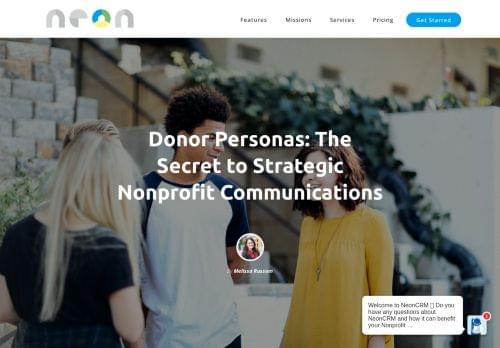 neon
Features Missions Services Pricing Get Started
Donor Personas: The
Secret to Strategic
Nonprofit Communications
by Melissa Russom
Welcome to NeonCRM 👋 Do you
have any questions about
NeonCRM and how it can benefit
your Nonprofit ...
1